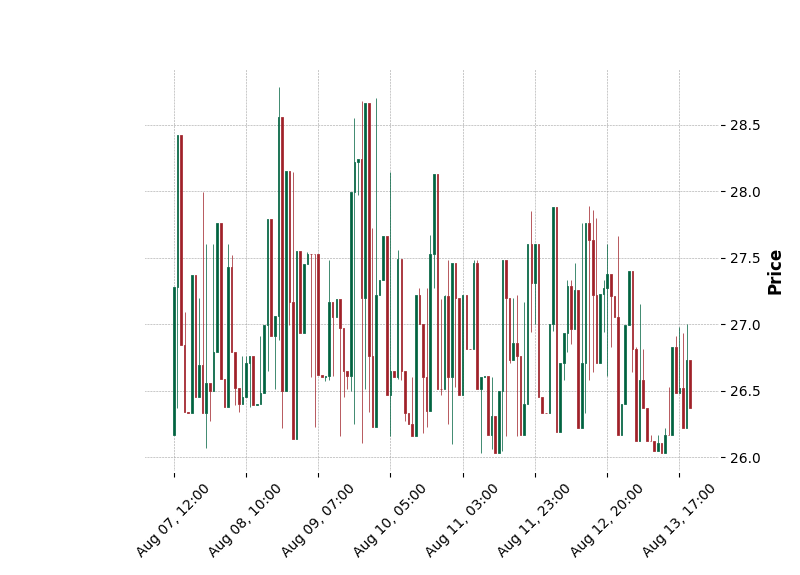 28.5
28.0
27.5
27.0
26.5
26.0
Price
Aug 07, 12:00
Aug 08, 10:00
Aug 09, 07:00
Aug 10, 05:00
Aug 11, 03:00
Aug 11, 23:00
Aug 12, 20:00
Aug 13, 17:00